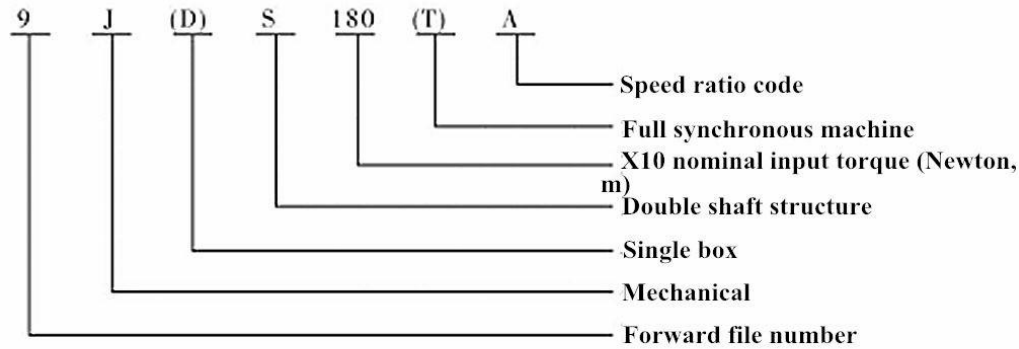 9 J (D) S 180 (T) A
Speed ratio code
Full synchronous machine
X10 nominal input torque (Newton,
m)
Double shaft structure
Single box
Mechanical
Forward file number